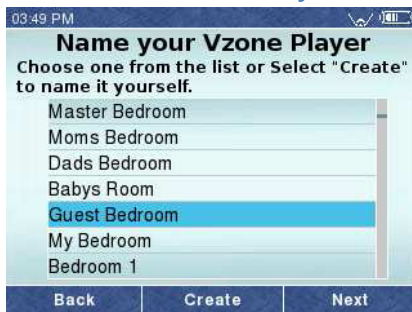 03:49 PM
Name your Vzone Player
Choose one from the list or Select "Create"
to name it yourself.
Master Bedroom
Moms Bedroom
Dads Bedroom
Babys Room
Guest Bedroom
My Bedroom
Bedroom 1
Back Create Next